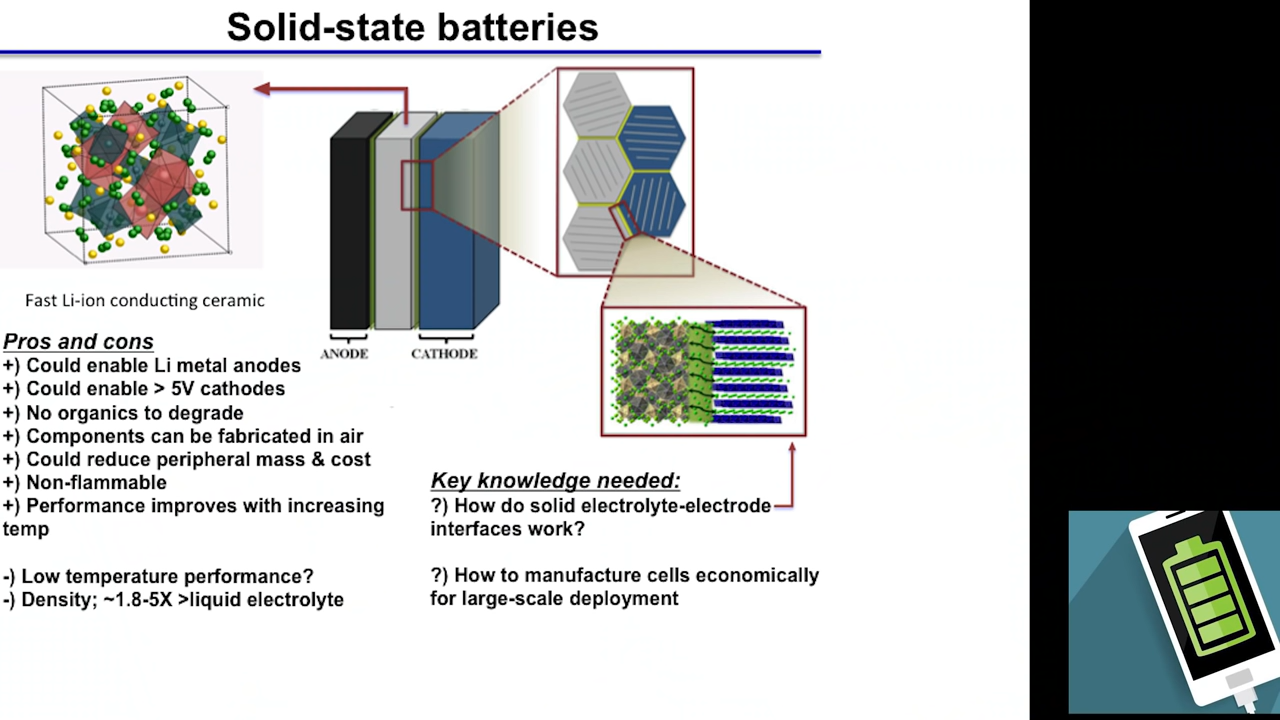 Solid-state batteries
Fast Li-ion conducting ceramic
ANODE
CATHODE
Pros and cons
+) Could enable Li metal anodes
+) Could enable > 5V cathodes
+) No organics to degrade
+) Components can be fabricated in air
+) Could reduce peripheral mass & cost
+) Non-flammable
+) Performance improves with increasing
temp
-) Low temperature performance?
-) Density; ~1.8-5X >liquid electrolyte
Key knowledge needed:
?) How do solid electrolyte-electrode
interfaces work?
?) How to manufacture cells economically
for large-scale deployment